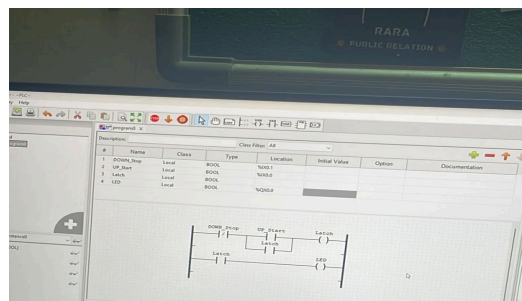 RARA
PUBLIC RELATION
Help
program0
Description:
Class Filter: All
# Name Class Type Location Initial Value Option Documentation
1 DOWN_Stop Local BOOL %IX0.1
2 UP_Start Local BOOL %IX0.0
3 Latch Local BOOL
4 LED Local BOOL %QX0.0
DOWN_Stop UP_Start Latch
Latch
Latch LED